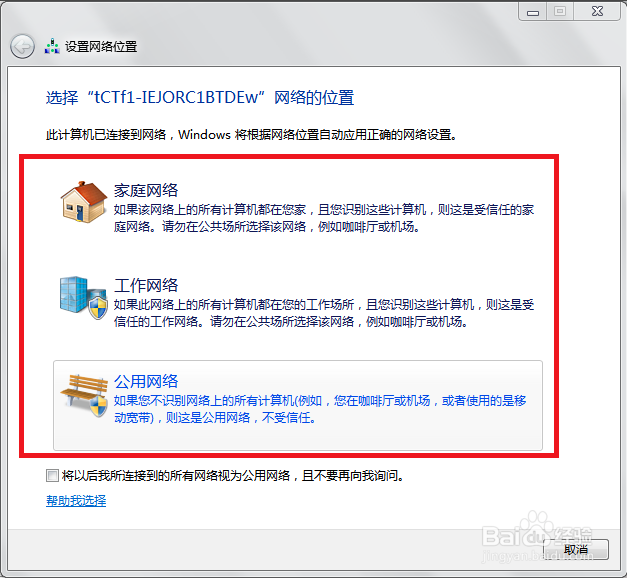 设置网络位置
选择“tCTf1-IEJORC1BTDEw”网络的位置
此计算机已连接到网络，Windows 将根据网络位置自动应用正确的网络设置。
家庭网络
如果该网络上的所有计算机都在您家，且您识别这些计算机，则这是受信任的家
庭网络。请勿在公共场所选择该网络，例如咖啡厅或机场。
工作网络
如果此网络上的所有计算机都在您的工作场所，且您识别这些计算机，则这是受
信任的工作网络。请勿在公共场所选择该网络，例如咖啡厅或机场。
公用网络
如果您不识别网络上的所有计算机(例如，您在咖啡厅或机场，或者使用的是移
动宽带)，则这是公用网络，不受信任。
将以后我所连接到的所有网络视为公用网络，且不要再向我询问。
帮助我选择
Baidu 经验
jingyan.baidu.com
取消